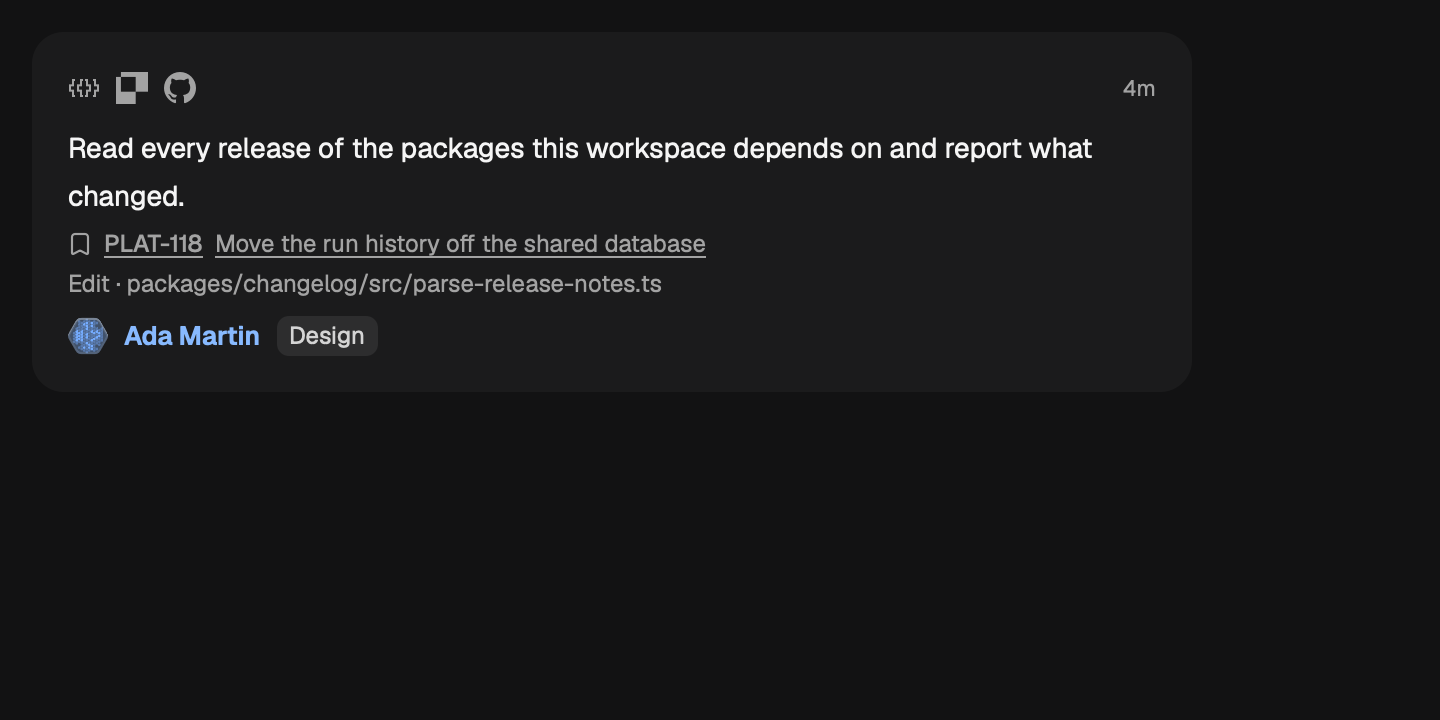 4m
Read every release of the packages this workspace depends on and report what
changed.
PLAT-118 Move the run history off the shared database
Edit · packages/changelog/src/parse-release-notes.ts
Ada Martin Design